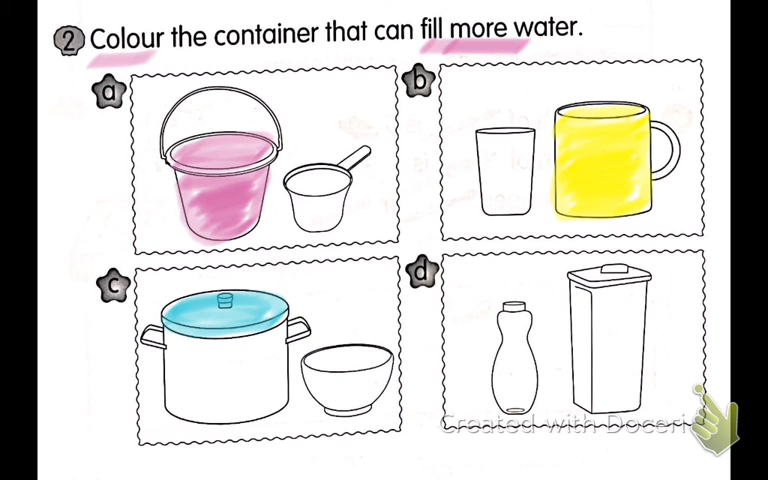 2 Colour the container that can fill more water.
a
b
c
d
Created with Doceri